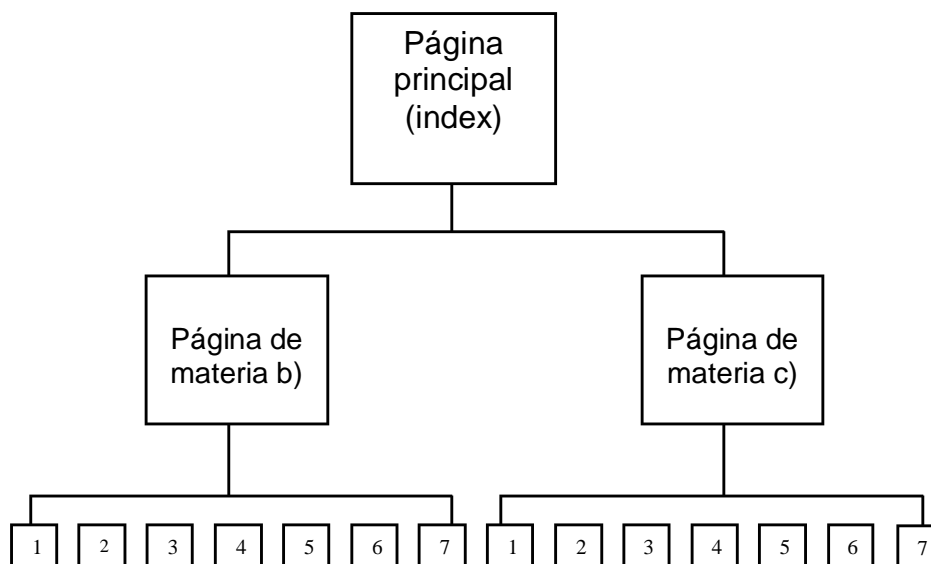 Página
principal
(index)
Página de
materia b)
Página de
materia c)
1 2 3 4 5 6 7 1 2 3 4 5 6 7